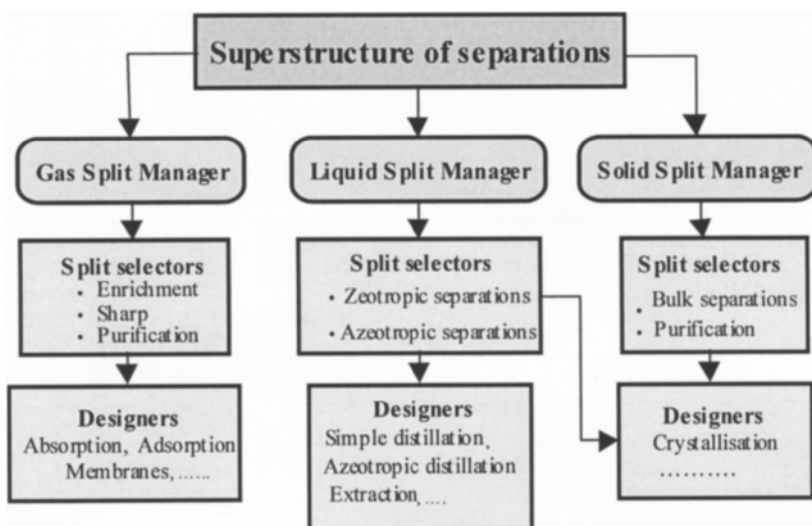 Superstructure of separations
Gas Split Manager
Liquid Split Manager
Solid Split Manager
Split selectors
• Enrichment
• Sharp
• Purification
Split selectors
• Zeotropic separations
• Azeotropic separations
Split selectors
• Bulk separations
• Purification
Designers
Absorption, Adsorption
Membranes, ......
Designers
Simple distillation,
Azeotropic distillation
Extraction, ....
Designers
Crystallisation
..........